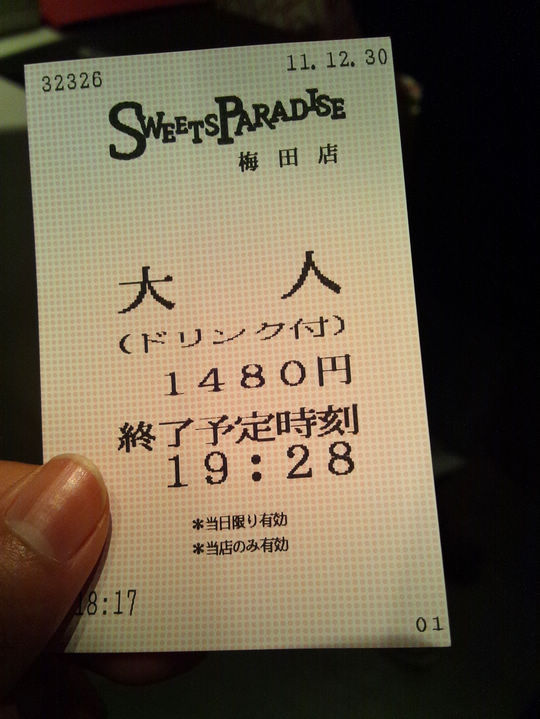 32326 11.12.30
SWEETSPARADISE
梅田店
大人
(ドリンク付)
1480円
終了予定時刻
19:28
*当日限り有効
*当店のみ有効
18:17
01